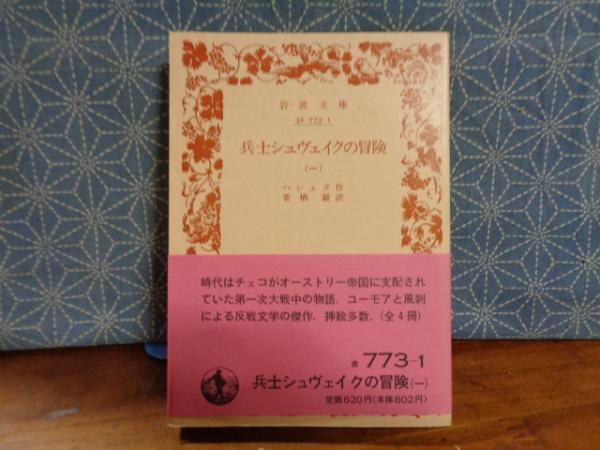 岩波文庫
赤 773-1
兵士シュヴェイクの冒険
(一)
ハシェク作
栗栖継訳
時代はチェコがオーストリー帝国に支配され
ていた第一次大戦中の物語．ユーモアと風刺
による反戦文学の傑作．挿絵多数．(全4冊)
赤 773-1
兵士シュヴェイクの冒険(一)
定価620円(本体602円)